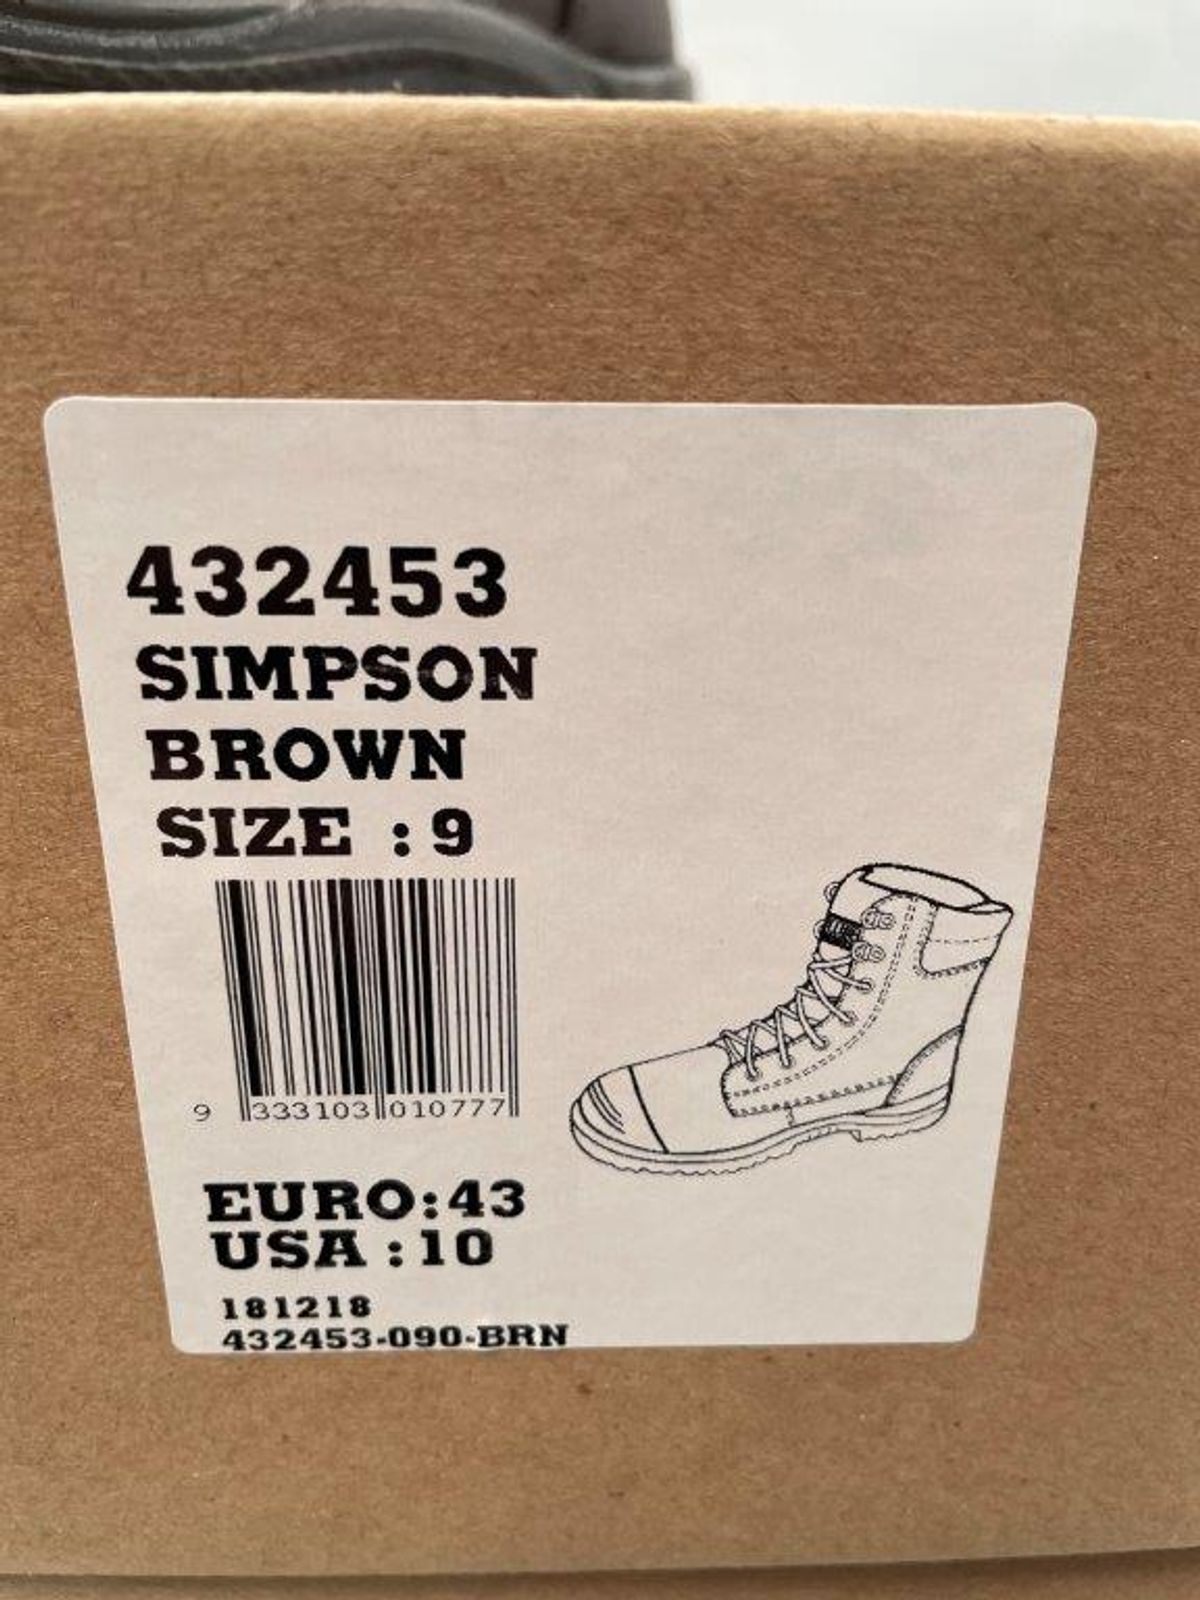 432453
SIMPSON
BROWN
SIZE :9
9 333103 010777
EURO:43
USA :10
181218
432453-090-BRN